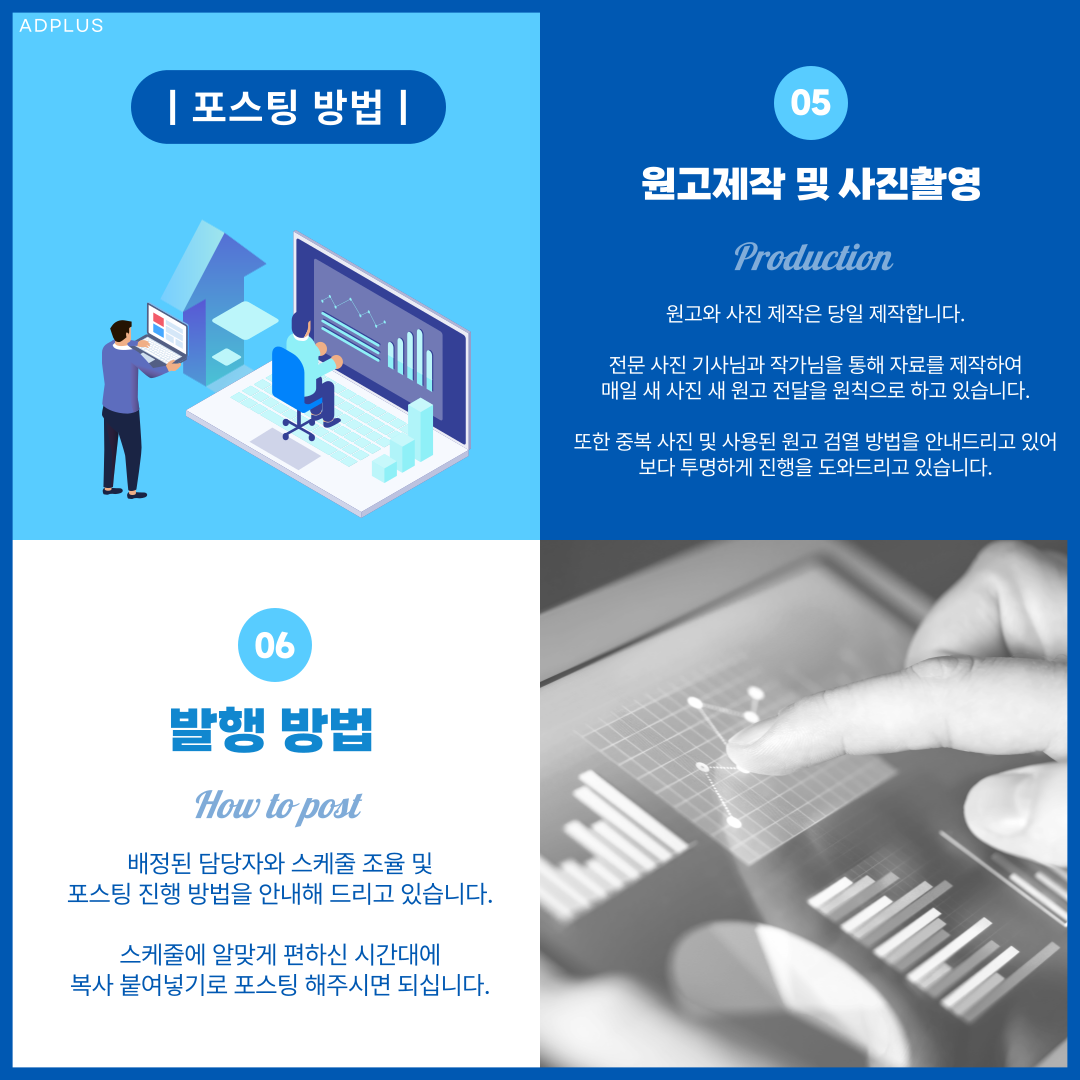 ADPLUS
| 포스팅 방법 |
05
원고제작 및 사진촬영
Production
원고와 사진 제작은 당일 제작합니다.
전문 사진 기사님과 작가님을 통해 자료를 제작하여
매일 새 사진 새 원고 전달을 원칙으로 하고 있습니다.
또한 중복 사진 및 사용된 원고 검열 방법을 안내드리고 있어
보다 투명하게 진행을 도와드리고 있습니다.
06
발행 방법
How to post
배정된 담당자와 스케줄 조율 및
포스팅 진행 방법을 안내해 드리고 있습니다.
스케줄에 알맞게 편하신 시간대에
복사 붙여넣기로 포스팅 해주시면 되십니다.